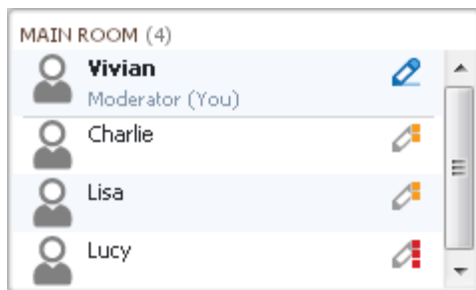 MAIN ROOM (4)
Vivian
Moderator (You)
Charlie
Lisa
Lucy